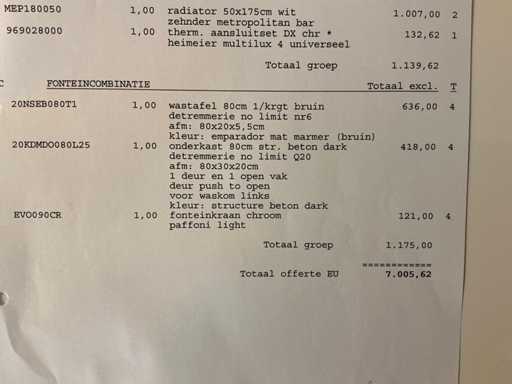 MEP180050 1,00 radiator 50x175cm wit 1.007,00 2
zehnder metropolitan bar
969028000 1,00 therm. aansluitset DX chr * 132,62 1
heimeier multilux 4 universeel
Totaal groep 1.139,62
C FONTEINCOMBINATIE Totaal excl. T
20NSEB080T1 1,00 wastafel 80cm 1/krgt bruin 636,00 4
detremmerie no limit nr6
afm: 80x20x5,5cm
kleur: emparador mat marmer (bruin)
20KDMDO080L25 1,00 onderkast 80cm str. beton dark 418,00 4
detremmerie no limit Q20
afm: 80x30x20cm
1 deur en 1 open vak
deur push to open
voor waskom links
kleur: structure beton dark
EVO090CR 1,00 fonteinkraan chroom 121,00 4
paffoni light
Totaal groep 1.175,00
============
Totaal offerte EU 7.005,62